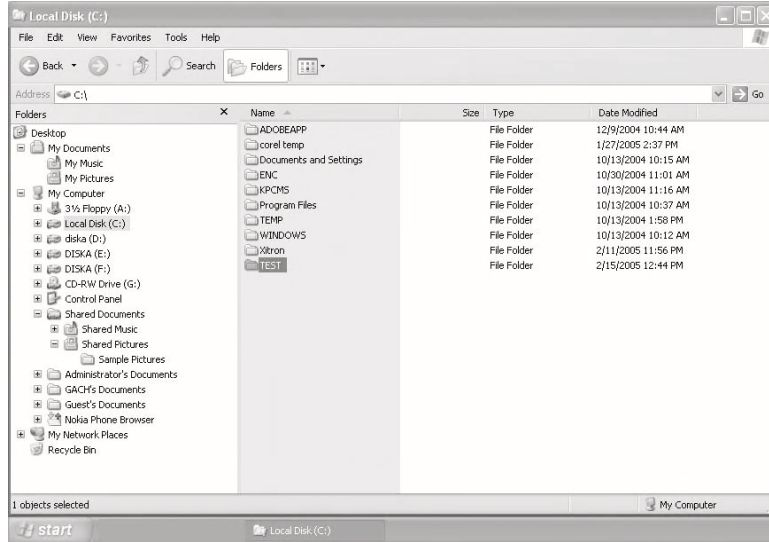 Local Disk (C:)
File Edit View Favorites Tools Help
Back Search Folders
Address C:\ Go
Folders
Desktop
My Documents
My Music
My Pictures
My Computer
3½ Floppy (A:)
Local Disk (C:)
diska (D:)
DISKA (E:)
DISKA (F:)
CD-RW Drive (G:)
Control Panel
Shared Documents
Shared Music
Shared Pictures
Sample Pictures
Administrator's Documents
GACH's Documents
Guest's Documents
Nokia Phone Browser
My Network Places
Recycle Bin
Name Size Type Date Modified
ADOBEAPP File Folder 12/9/2004 10:44 AM
corel temp File Folder 1/27/2005 2:37 PM
Documents and Settings File Folder 10/13/2004 10:15 AM
ENC File Folder 10/30/2004 11:01 AM
KPCMS File Folder 10/13/2004 11:16 AM
Program Files File Folder 10/13/2004 10:37 AM
TEMP File Folder 10/13/2004 1:58 PM
WINDOWS File Folder 10/13/2004 10:12 AM
Xitron File Folder 2/11/2005 11:56 PM
TEST File Folder 2/15/2005 12:44 PM
1 objects selected My Computer
start Local Disk (C:)